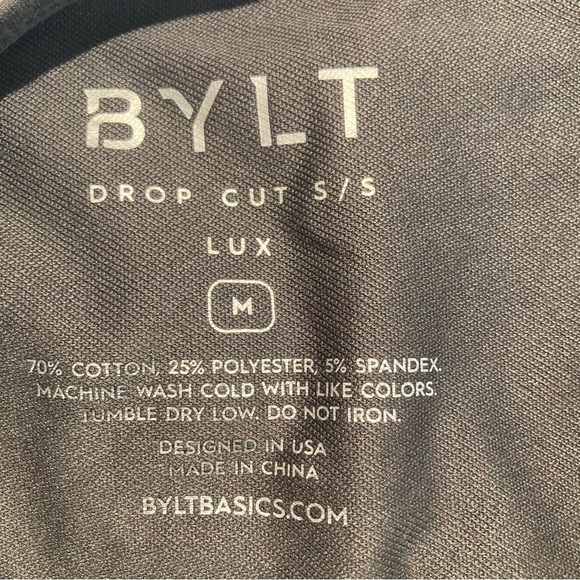 BYLT
DROP CUT S/S
LUX
M
70% COTTON, 25% POLYESTER, 5% SPANDEX.
MACHINE WASH COLD WITH LIKE COLORS.
TUMBLE DRY LOW. DO NOT IRON.
DESIGNED IN USA
MADE IN CHINA
BYLTBASICS.COM